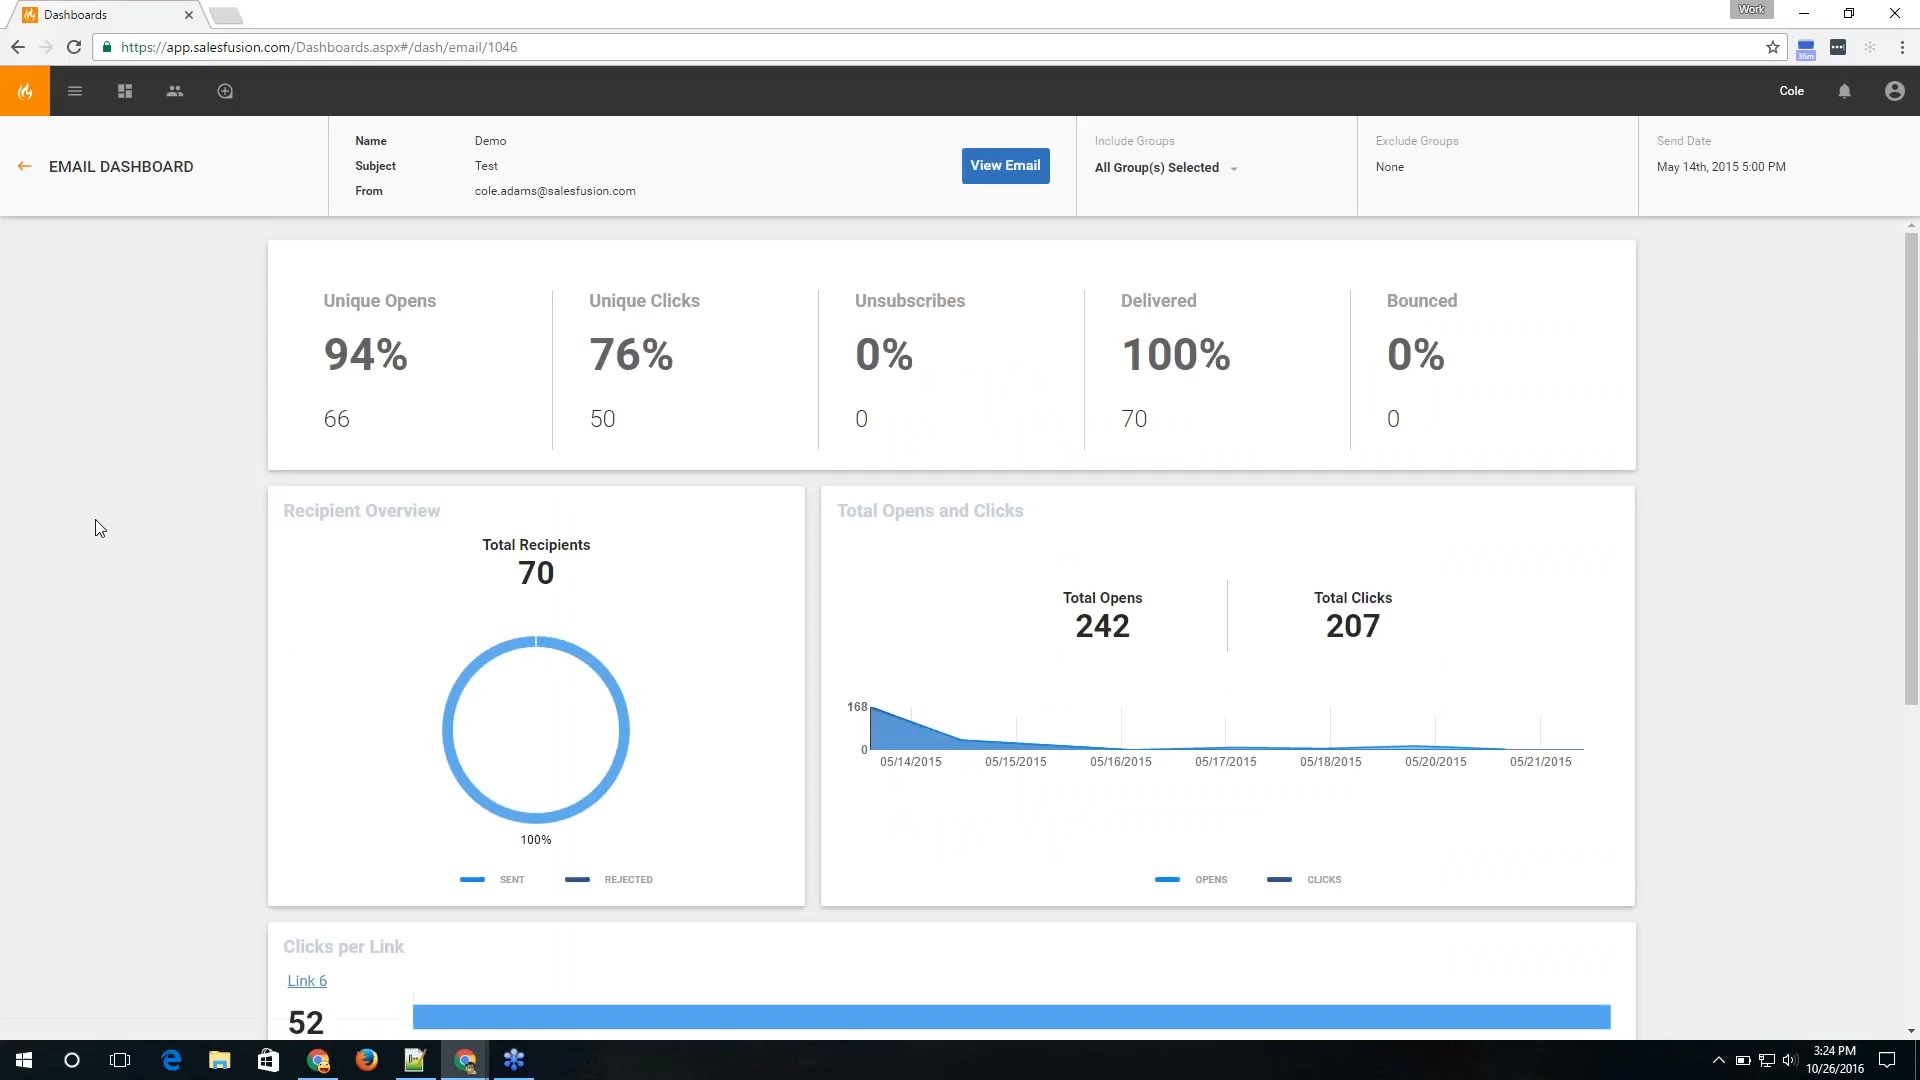 Dashboards
Work
https://app.salesfusion.com/Dashboards.aspx#/dash/email/1046
36m
Cole
EMAIL DASHBOARD
Name Demo
Subject Test
From cole.adams@salesfusion.com
View Email
Include Groups
All Group(s) Selected
Exclude Groups
None
Send Date
May 14th, 2015 5:00 PM
Unique Opens
94%
66
Unique Clicks
76%
50
Unsubscribes
0%
0
Delivered
100%
70
Bounced
0%
0
Recipient Overview
Total Recipients
70
100%
SENT REJECTED
Total Opens and Clicks
Total Opens
242
Total Clicks
207
168
0
05/14/2015 05/15/2015 05/16/2015 05/17/2015 05/18/2015 05/20/2015 05/21/2015
OPENS CLICKS
Clicks per Link
Link 6
52
3:24 PM
10/26/2016